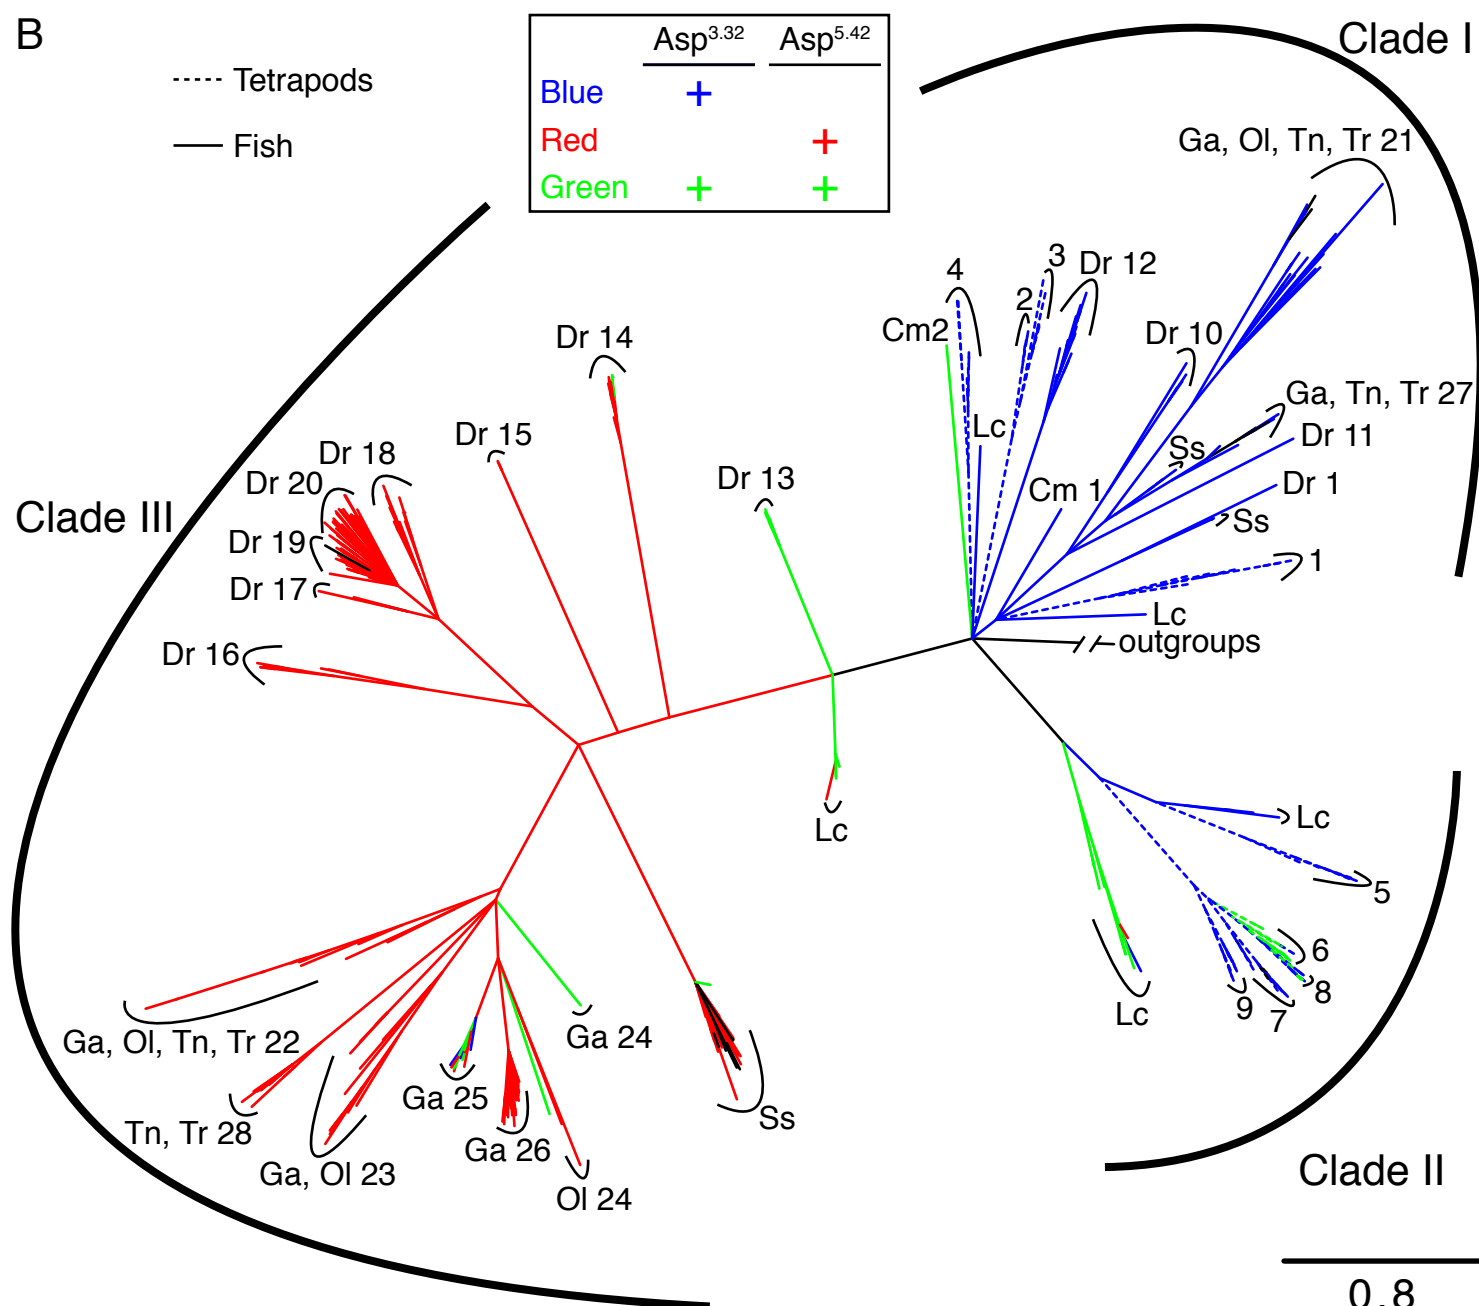 B
Clade I
Asp3.32 Asp5.42
Blue +
Red +
Green + +
Tetrapods
Fish
Ga, Ol, Tn, Tr 21
4
3
2
Dr 12
Cm2
Dr 10
Dr 14
Ga, Tn, Tr 27
Lc
Ss
Dr 11
Dr 15
Dr 18
Dr 20
Dr 13
Cm 1
Dr 1
Clade III
Ss
Dr 19
Dr 17
1
Lc
outgroups
Dr 16
Lc
Lc
5
6
8
9
7
Lc
Ga 24
Ga, Ol, Tn, Tr 22
Ga 25
Ss
Tn, Tr 28
Ga 26
Ga, Ol 23
Ol 24
Clade II
0.8